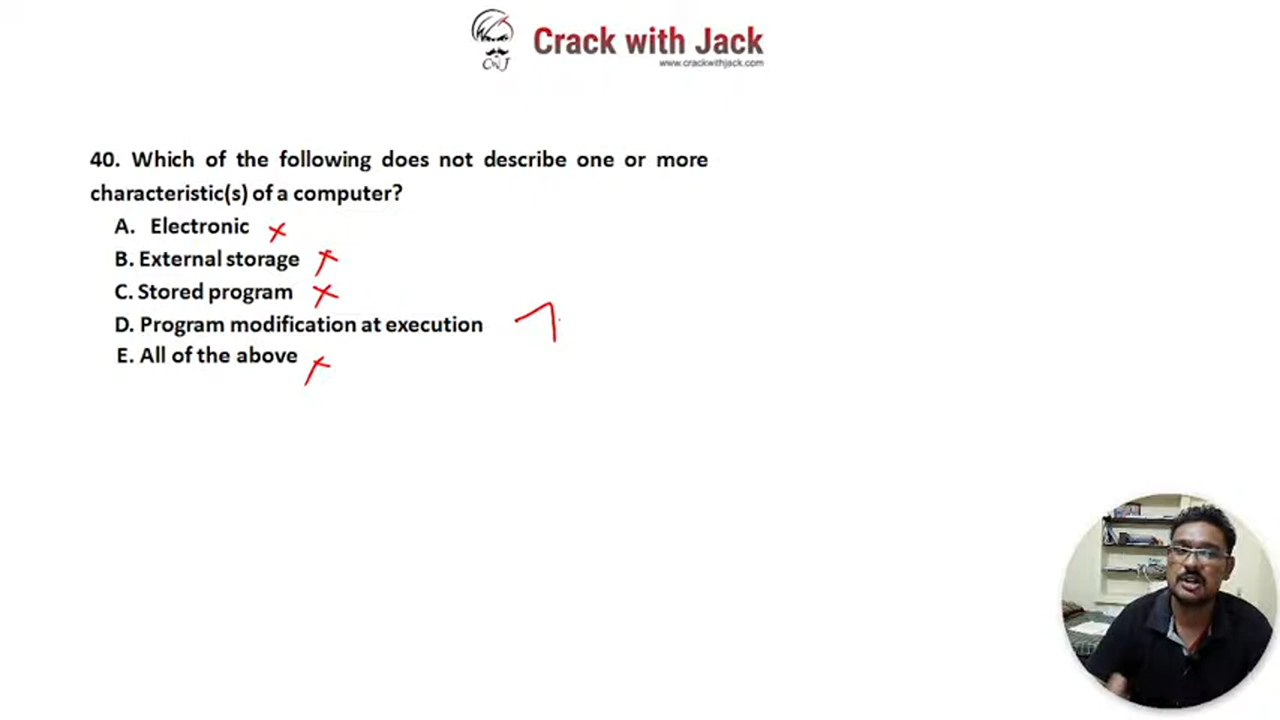 Crack with Jack
www.crackwithjack.com
CWJ
40. Which of the following does not describe one or more
characteristic(s) of a computer?
A. Electronic
B. External storage
C. Stored program
D. Program modification at execution
E. All of the above